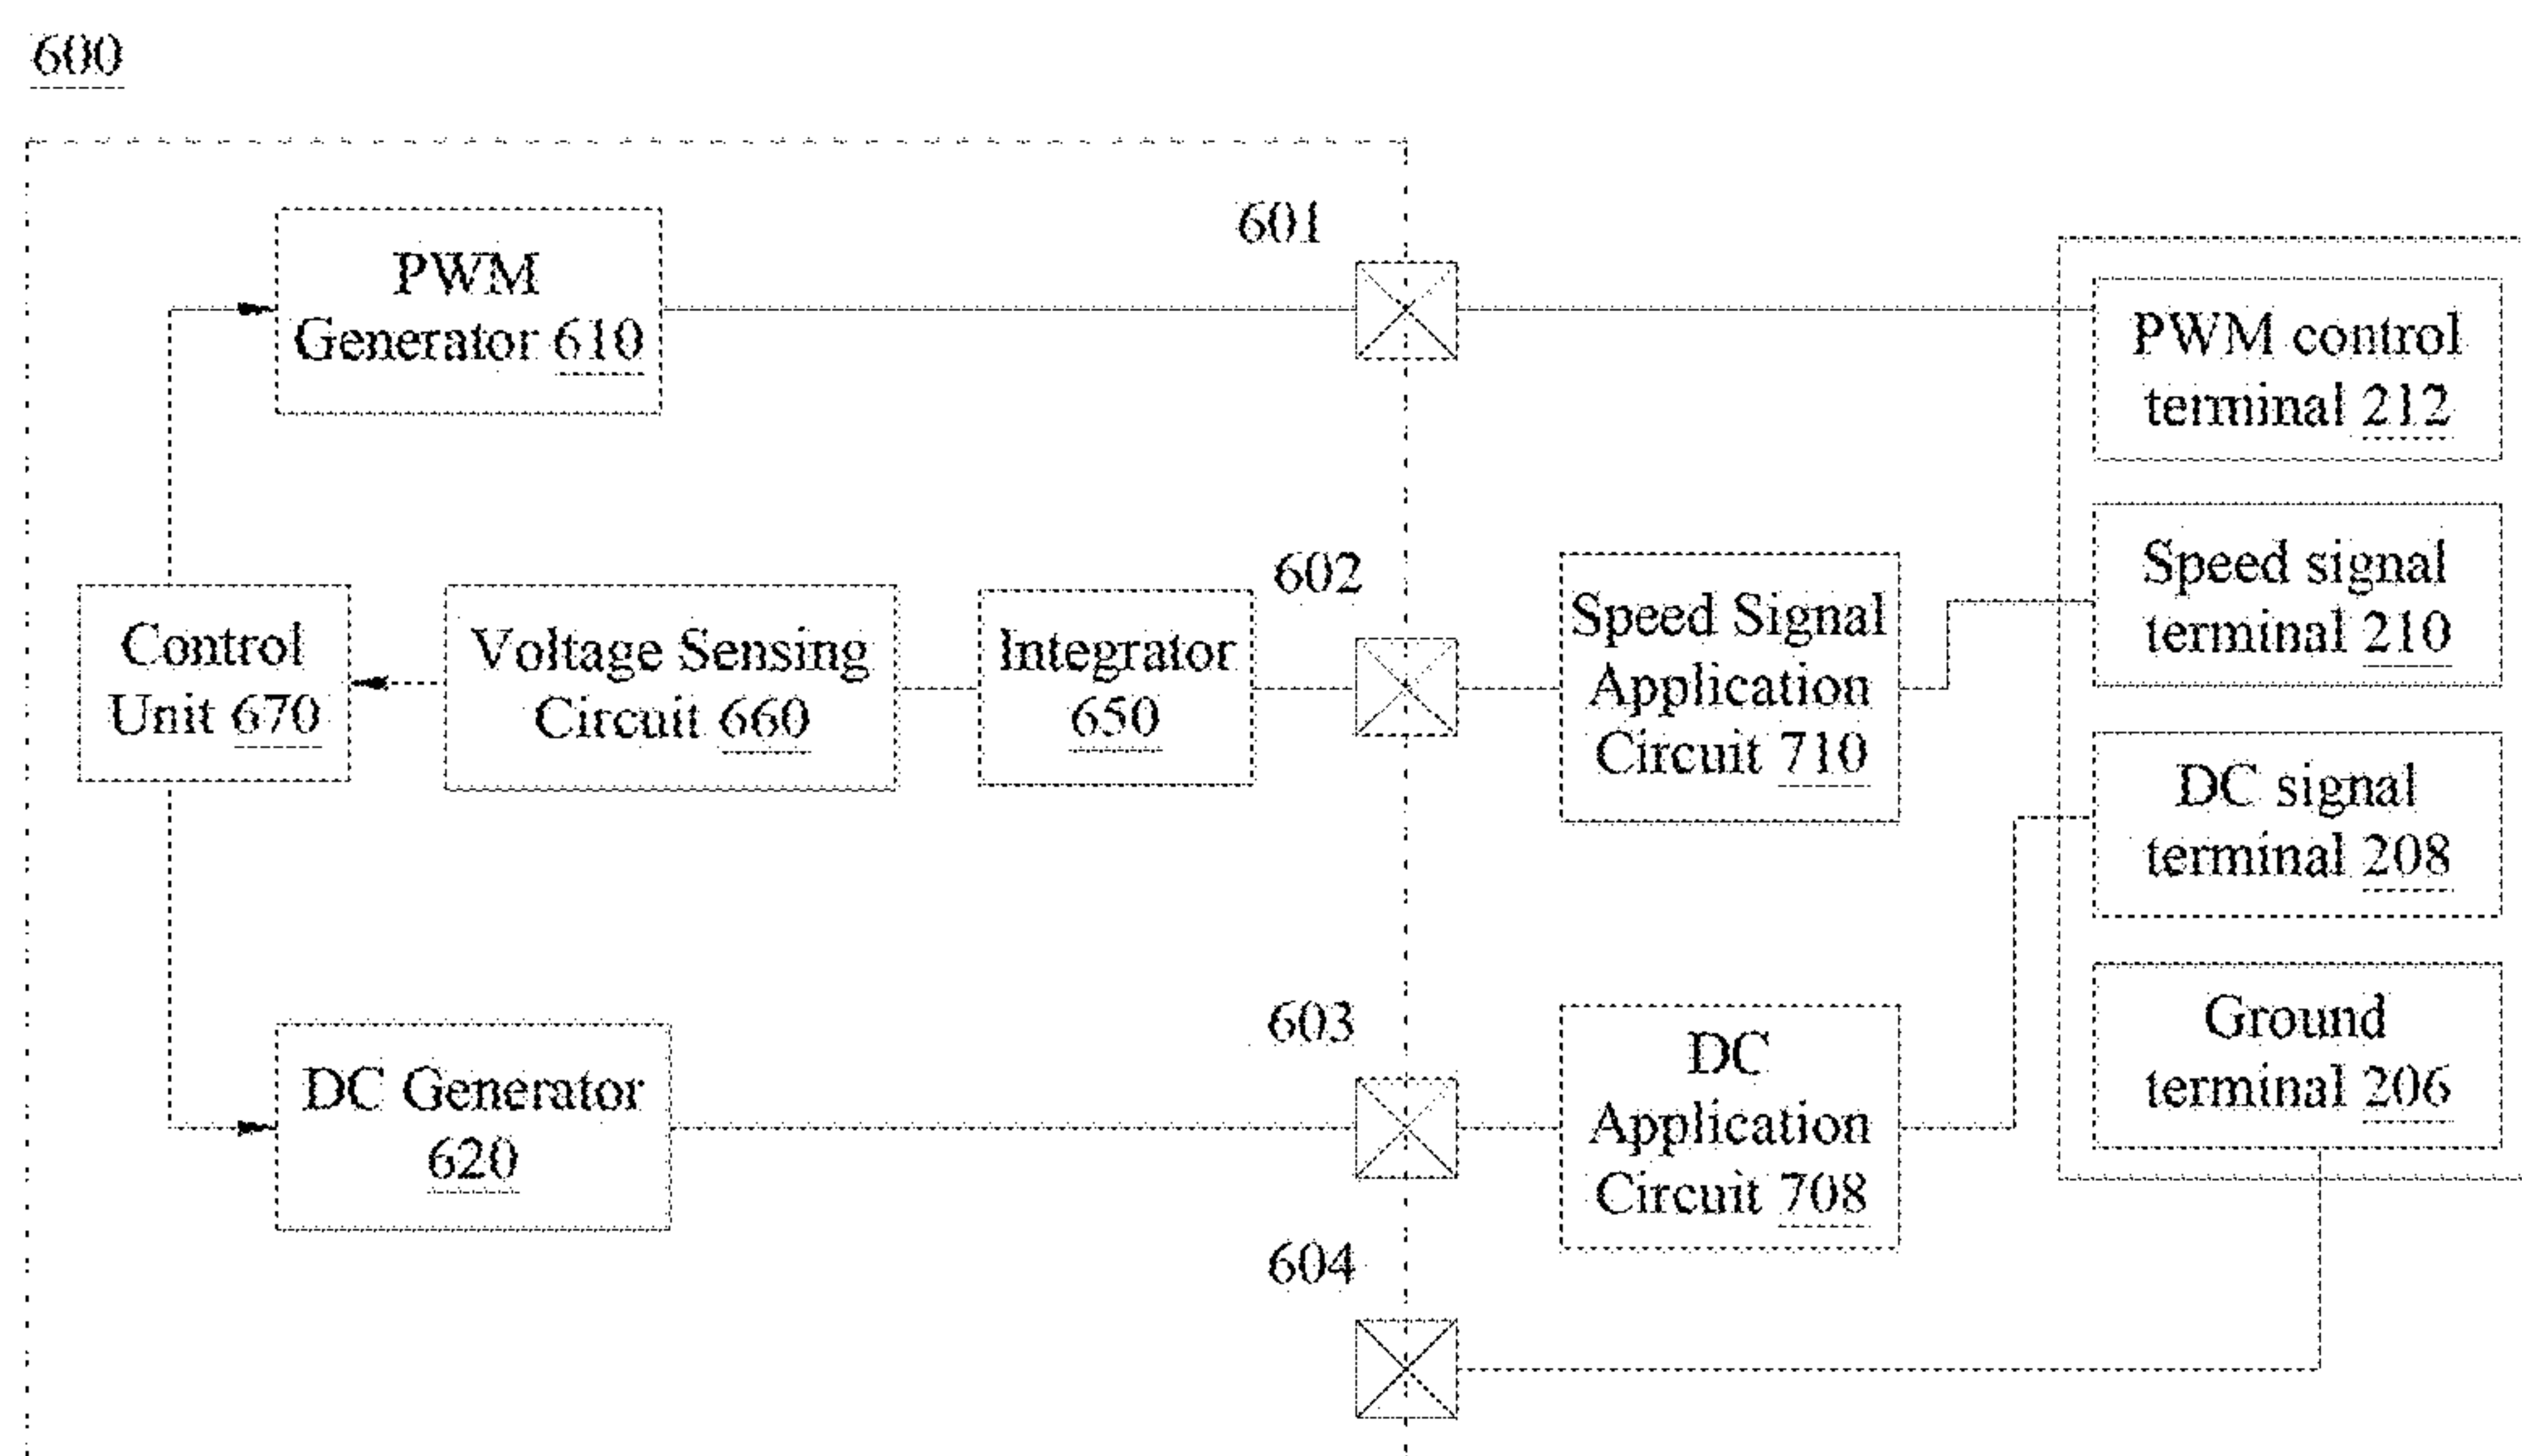 600
601
PWM
Generator 610
PWM control
terminal 212
602
Speed signal
terminal 210
Control
Unit 670
Voltage Sensing
Circuit 660
Integrator
650
Speed Signal
Application
Circuit 710
DC signal
terminal 208
603
DC Generator
620
DC
Application
Circuit 708
Ground
terminal 206
604